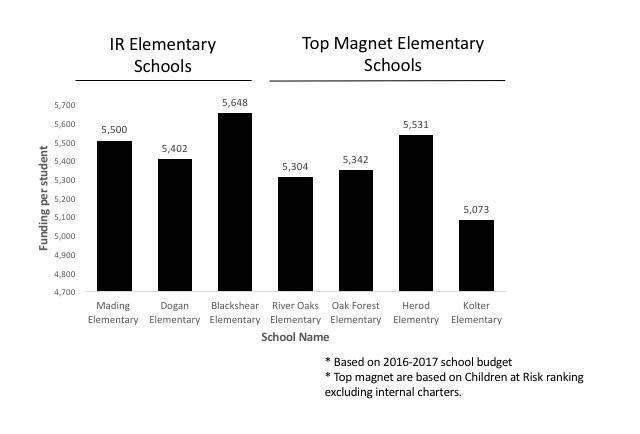 IR Elementary
Schools
Top Magnet Elementary
Schools
Funding per student
5,700
5,600
5,500
5,400
5,300
5,200
5,100
5,000
4,900
4,800
4,700
5,500
5,402
5,648
5,304
5,342
5,531
5,073
Mading
Elementary
Dogan
Elementary
Blackshear
Elementary
River Oaks
Elementary
Oak Forest
Elementary
Herod
Elementry
Kolter
Elementary
School Name
* Based on 2016-2017 school budget
* Top magnet are based on Children at Risk ranking
excluding internal charters.